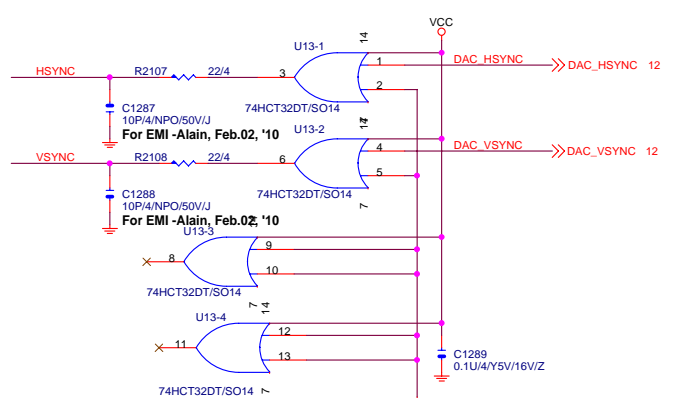 VCC
U13-1
14
HSYNC
R2107
22/4
3
1
DAC_HSYNC
DAC_HSYNC 12
2
C1287
10P/4/NPO/50V/J
74HCT32DT/SO14
For EMI -Alain, Feb.02, '10
U13-2
7
14
VSYNC
R2108
22/4
6
4
DAC_VSYNC
DAC_VSYNC 12
5
C1288
10P/4/NPO/50V/J
74HCT32DT/SO14
7
For EMI -Alain, Feb.02, '10
U13-3
8
9
10
74HCT32DT/SO14
7
14
U13-4
11
12
13
C1289
0.1U/4/Y5V/16V/Z
74HCT32DT/SO14
7